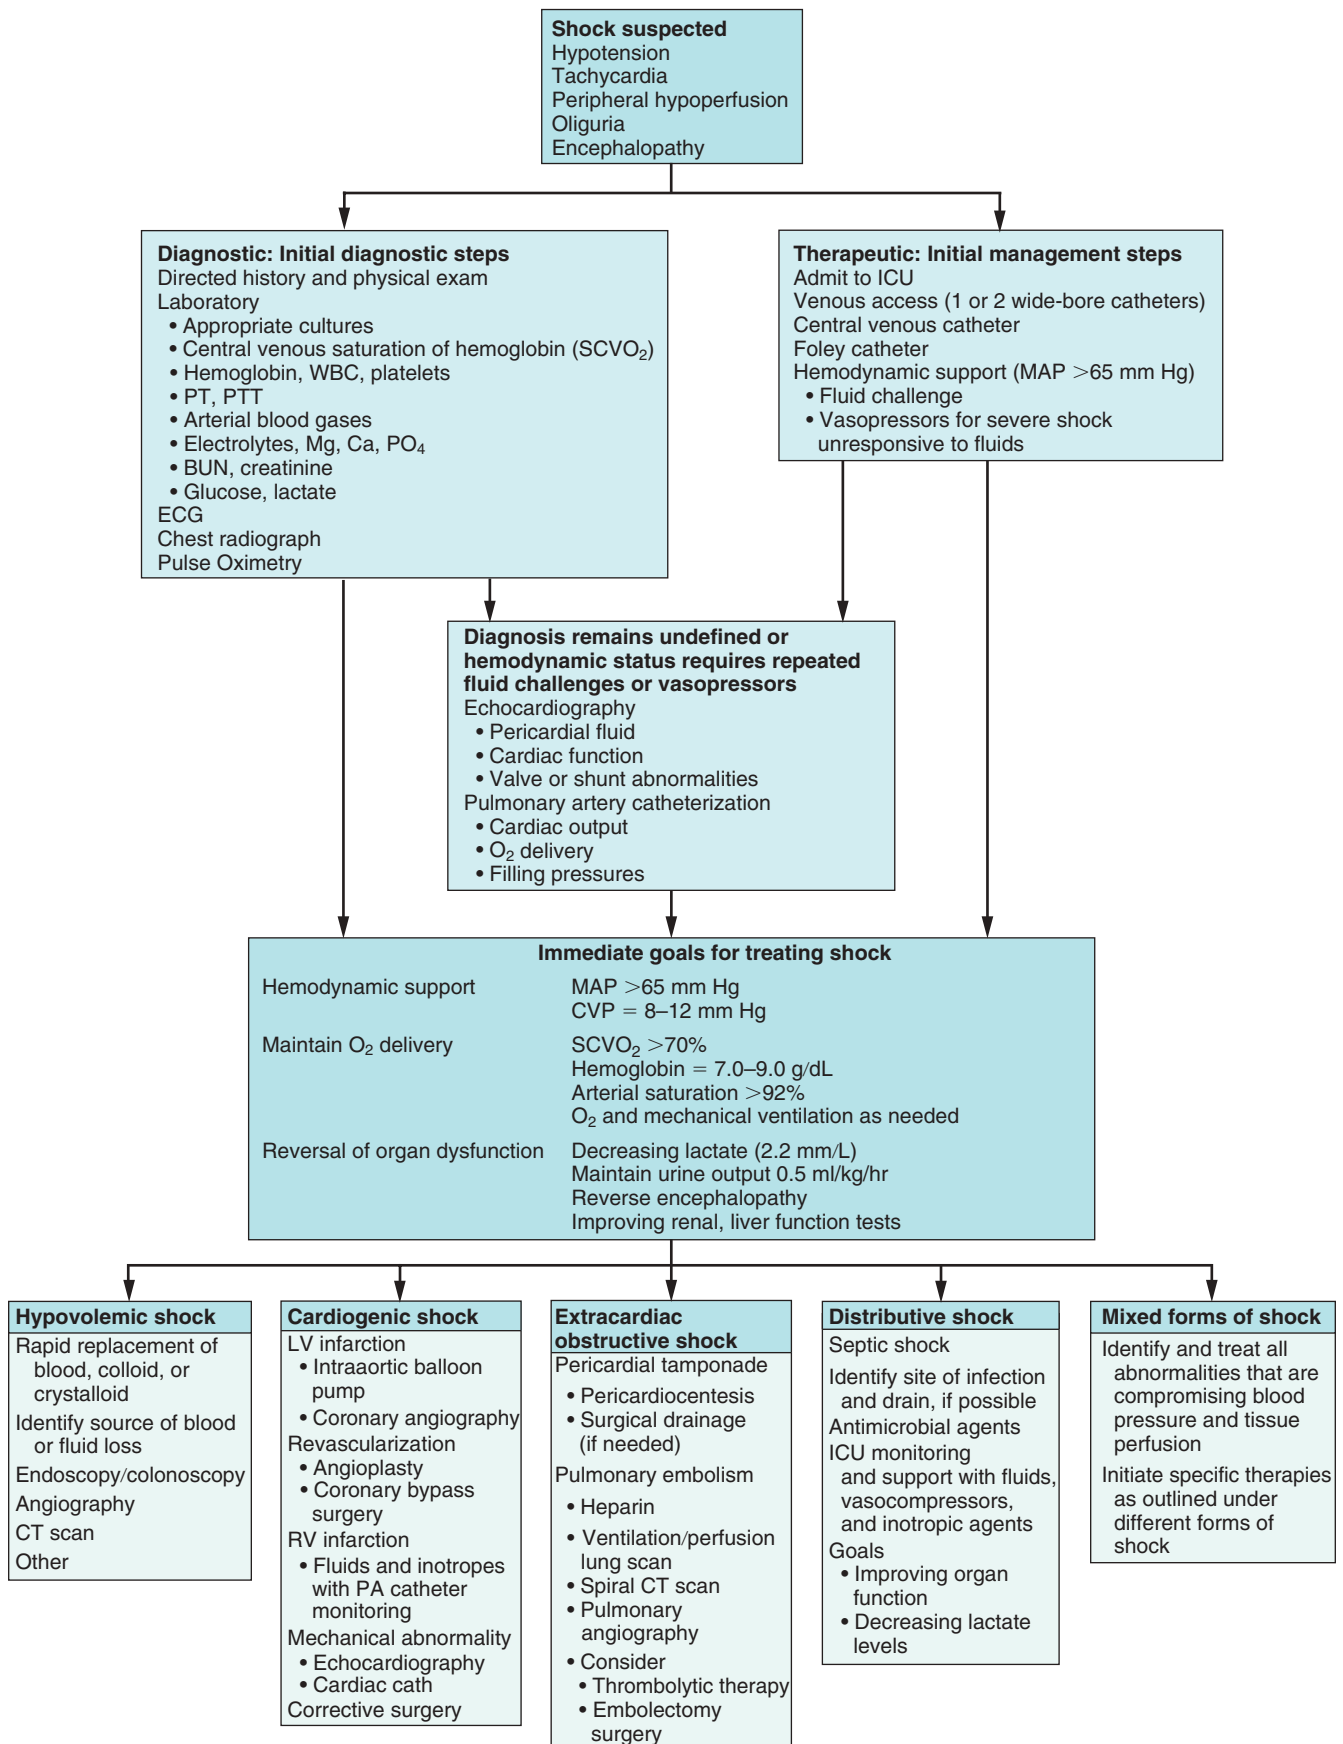 Shock suspected
Hypotension
Tachycardia
Peripheral hypoperfusion
Oliguria
Encephalopathy
Diagnostic: Initial diagnostic steps
Directed history and physical exam
Laboratory
• Appropriate cultures
• Central venous saturation of hemoglobin (SCVO₂)
• Hemoglobin, WBC, platelets
• PT, PTT
• Arterial blood gases
• Electrolytes, Mg, Ca, PO₄
• BUN, creatinine
• Glucose, lactate
ECG
Chest radiograph
Pulse Oximetry
Therapeutic: Initial management steps
Admit to ICU
Venous access (1 or 2 wide-bore catheters)
Central venous catheter
Foley catheter
Hemodynamic support (MAP >65 mm Hg)
• Fluid challenge
• Vasopressors for severe shock
unresponsive to fluids
Diagnosis remains undefined or
hemodynamic status requires repeated
fluid challenges or vasopressors
Echocardiography
• Pericardial fluid
• Cardiac function
• Valve or shunt abnormalities
Pulmonary artery catheterization
• Cardiac output
• O₂ delivery
• Filling pressures
Immediate goals for treating shock
Hemodynamic support MAP >65 mm Hg
CVP = 8–12 mm Hg
Maintain O₂ delivery SCVO₂ >70%
Hemoglobin = 7.0–9.0 g/dL
Arterial saturation >92%
O₂ and mechanical ventilation as needed
Reversal of organ dysfunction Decreasing lactate (2.2 mm/L)
Maintain urine output 0.5 ml/kg/hr
Reverse encephalopathy
Improving renal, liver function tests
Hypovolemic shock
Rapid replacement of
blood, colloid, or
crystalloid
Identify source of blood
or fluid loss
Endoscopy/colonoscopy
Angiography
CT scan
Other
Cardiogenic shock
LV infarction
• Intraaortic balloon
pump
• Coronary angiography
Revascularization
• Angioplasty
• Coronary bypass
surgery
RV infarction
• Fluids and inotropes
with PA catheter
monitoring
Mechanical abnormality
• Echocardiography
• Cardiac cath
Corrective surgery
Extracardiac
obstructive shock
Pericardial tamponade
• Pericardiocentesis
• Surgical drainage
(if needed)
Pulmonary embolism
• Heparin
• Ventilation/perfusion
lung scan
• Spiral CT scan
• Pulmonary
angiography
• Consider
• Thrombolytic therapy
• Embolectomy
surgery
Distributive shock
Septic shock
Identify site of infection
and drain, if possible
Antimicrobial agents
ICU monitoring
and support with fluids,
vasocompressors,
and inotropic agents
Goals
• Improving organ
function
• Decreasing lactate
levels
Mixed forms of shock
Identify and treat all
abnormalities that are
compromising blood
pressure and tissue
perfusion
Initiate specific therapies
as outlined under
different forms of
shock